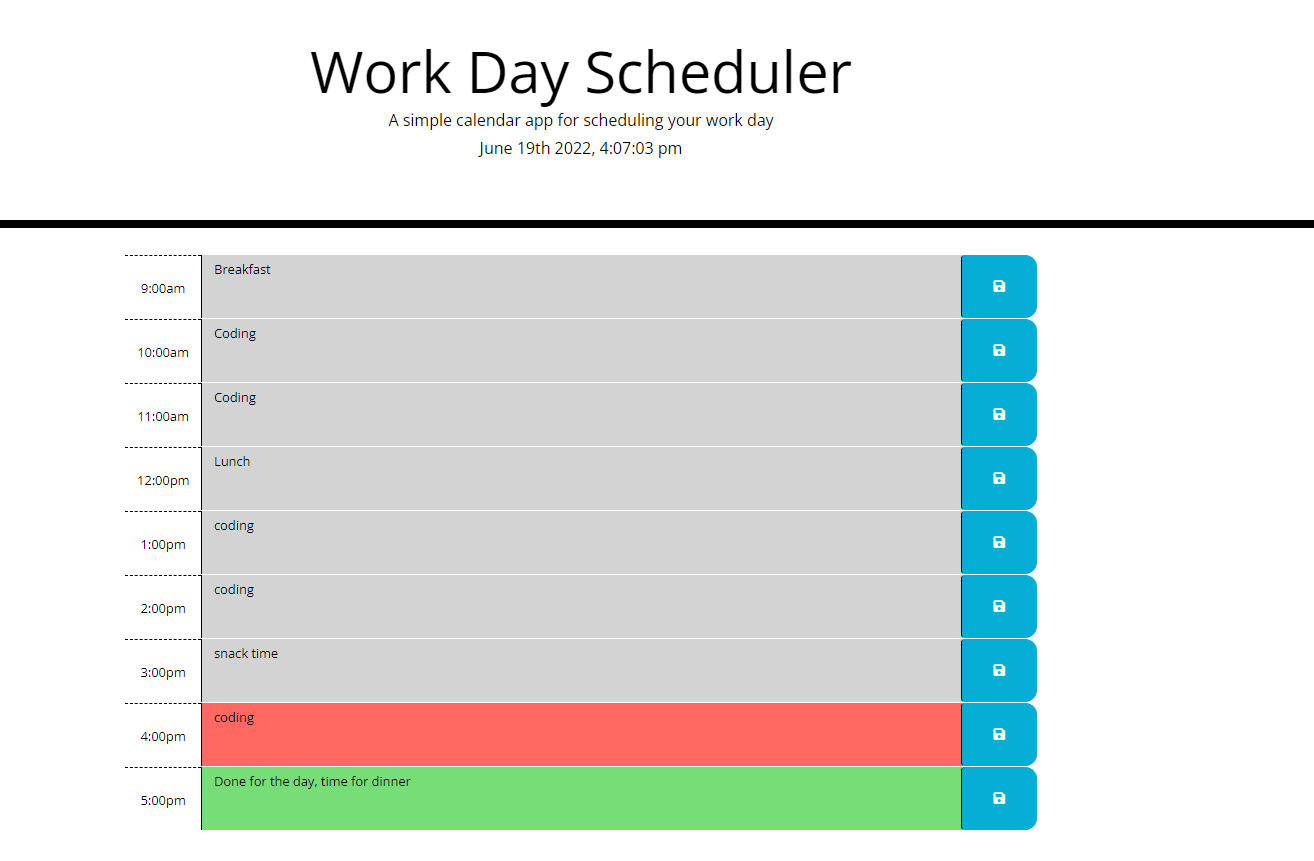 Work Day Scheduler
A simple calendar app for scheduling your work day
June 19th 2022, 4:07:03 pm
9:00am Breakfast
10:00am Coding
11:00am Coding
12:00pm Lunch
1:00pm coding
2:00pm coding
3:00pm snack time
4:00pm coding
5:00pm Done for the day, time for dinner